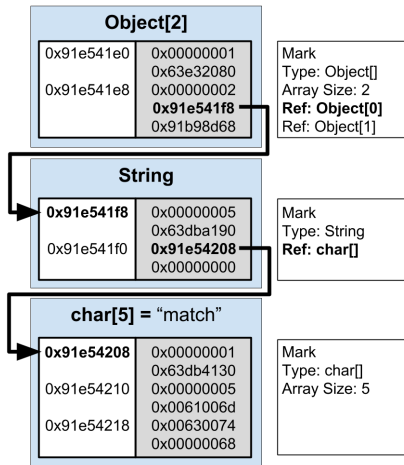 Object[2]
0x91e541e0 0x00000001 Mark
0x63e32080 Type: Object[]
0x91e541e8 0x00000002 Array Size: 2
0x91e541f8 Ref: Object[0]
0x91b98d68 Ref: Object[1]
String
0x91e541f8 0x00000005 Mark
0x63dba190 Type: String
0x91e541f0 0x91e54208 Ref: char[]
0x00000000
char[5] = “match”
0x91e54208 0x00000001 Mark
0x63db4130 Type: char[]
0x91e54210 0x00000005 Array Size: 5
0x0061006d
0x91e54218 0x00630074
0x00000068